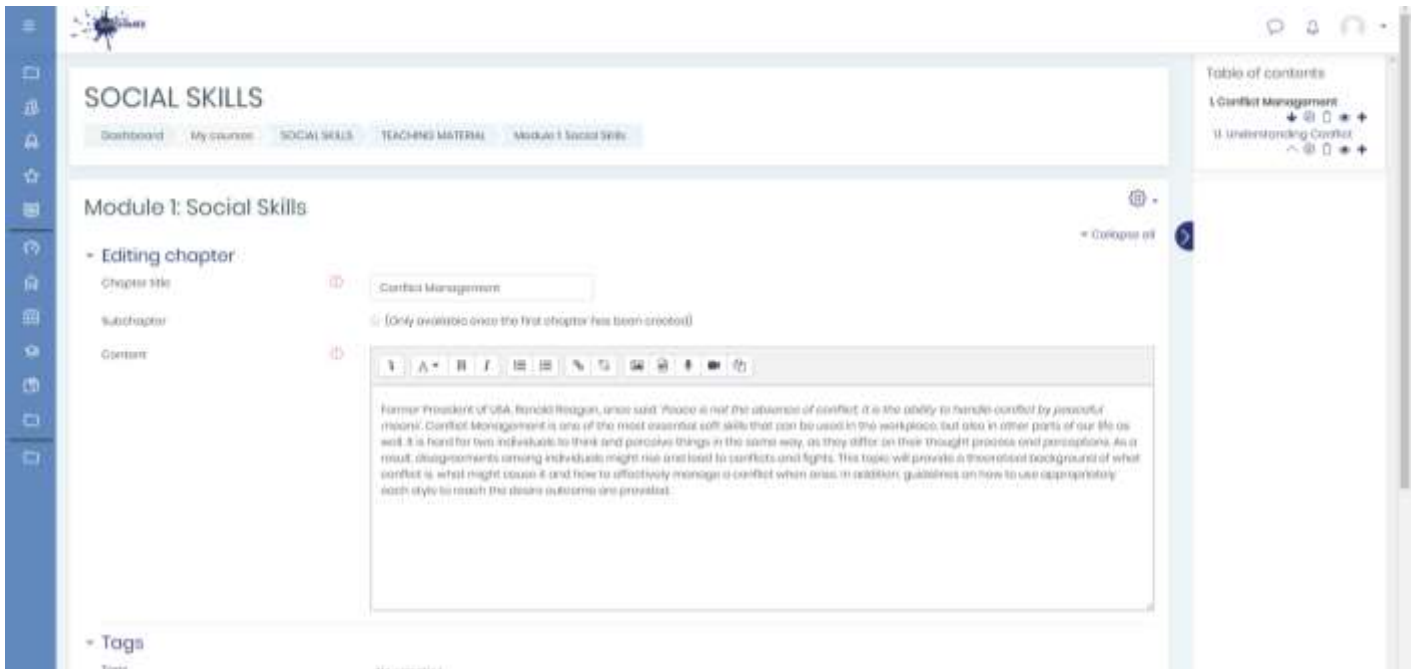 SOCIAL SKILLS
Dashboard My courses SOCIAL SKILLS TEACHING MATERIAL Module 1: Social Skills
Module 1: Social Skills
Collapse all
Editing chapter
Chapter title
Conflict Management
Subchapter
(Only available once the first chapter has been created)
Content
Former President of USA, Ronald Reagan, once said 'Peace is not the absence of conflict, it is the ability to handle conflict by peaceful
means'. Conflict Management is one of the most essential soft skills that can be used in the workplace, but also in other parts of our life as
well. It is hard for two individuals to think and perceive things in the same way, as they differ on their thought process and perceptions. As a
result, disagreements among individuals might rise and lead to conflicts and fights. This topic will provide a theoretical background of what
conflict is, what might cause it and how to effectively manage a conflict when arise. In addition, guidelines on how to use appropriately
each style to reach the desire outcome are provided.
Tags
Table of contents
1. Conflict Management
1.1. Understanding Conflict